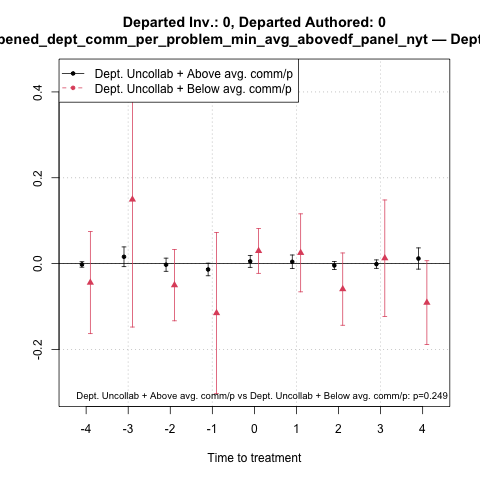 Departed Inv.: 0, Departed Authored: 0
pened_dept_comm_per_problem_min_avg_abovedf_panel_nyt — Dept
Dept. Uncollab + Above avg. comm/p
Dept. Uncollab + Below avg. comm/p
0.4
0.2
0.0
-0.2
Dept. Uncollab + Above avg. comm/p vs Dept. Uncollab + Below avg. comm/p: p=0.249
-4 -3 -2 -1 0 1 2 3 4
Time to treatment